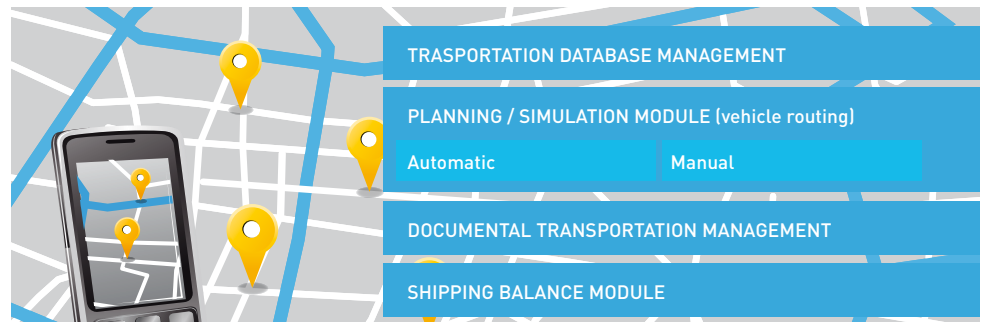 TRASPORTATION DATABASE MANAGEMENT
PLANNING / SIMULATION MODULE (vehicle routing)
Automatic Manual
DOCUMENTAL TRANSPORTATION MANAGEMENT
SHIPPING BALANCE MODULE